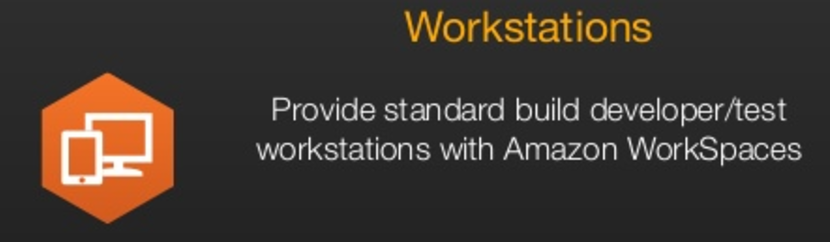 Workstations
Provide standard build developer/test
workstations with Amazon WorkSpaces